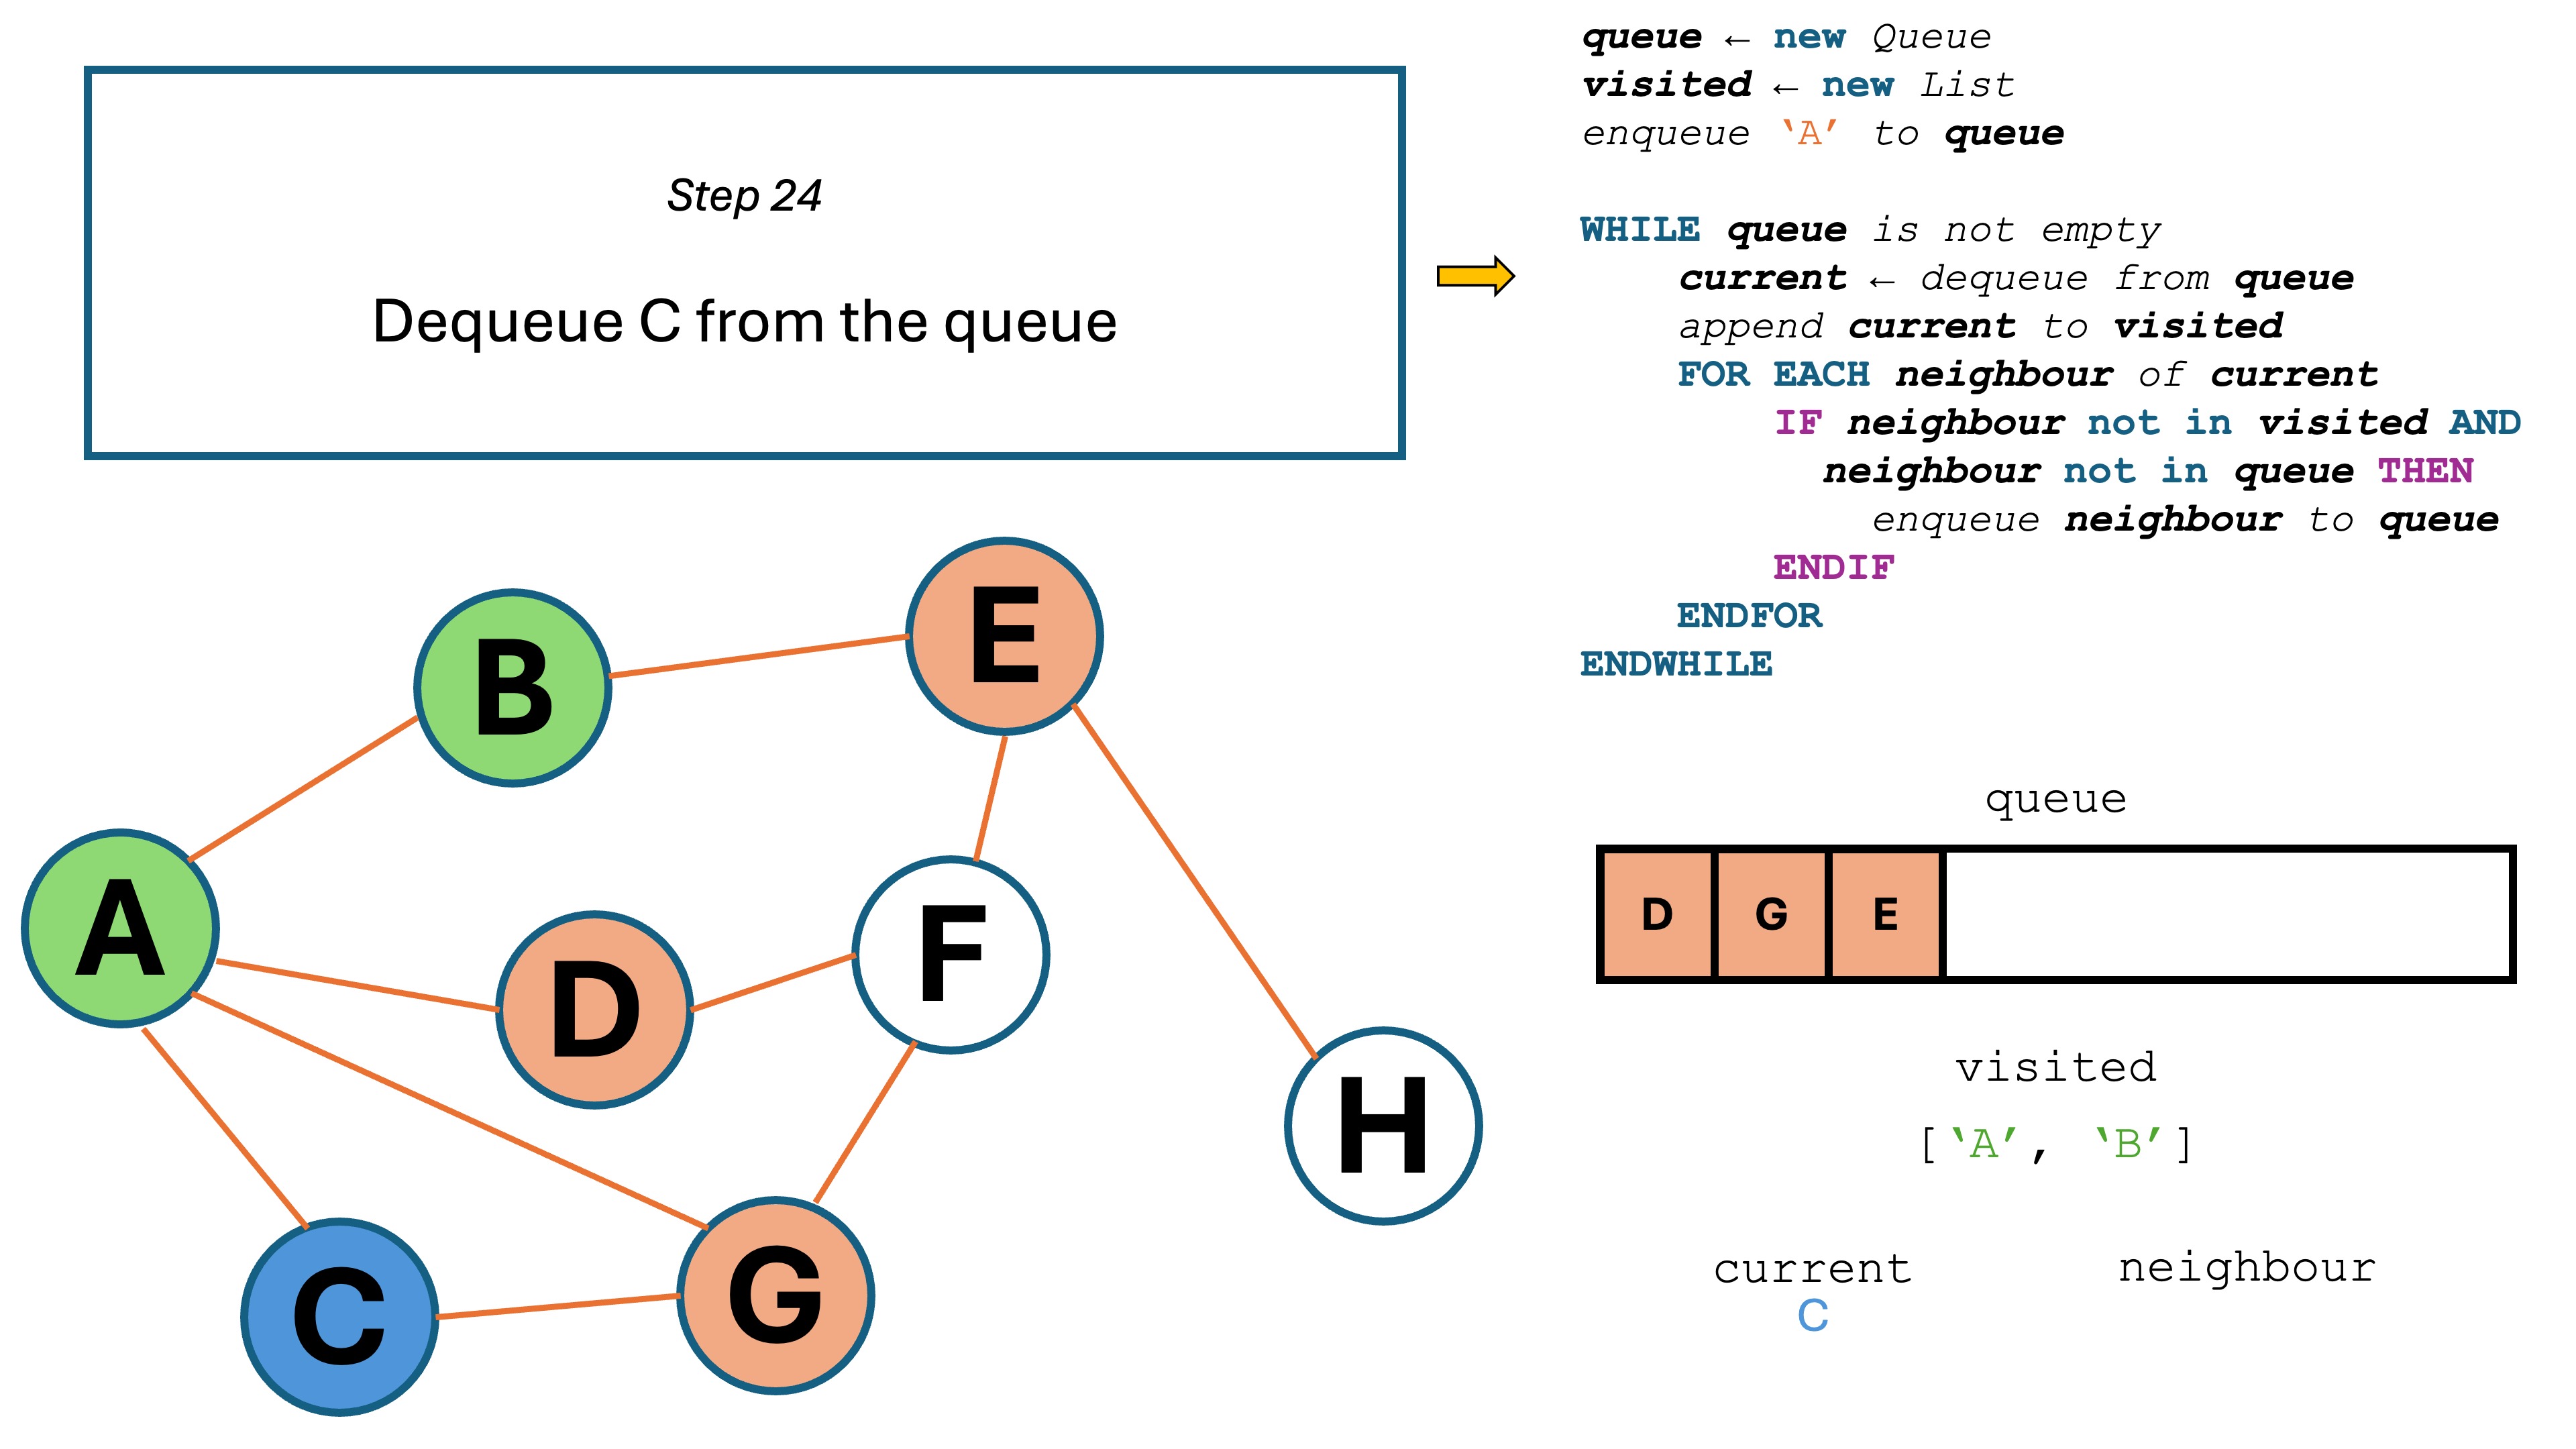 Step 24
Dequeue C from the queue
queue ← new Queue
visited ← new List
enqueue ‘A’ to queue
WHILE queue is not empty
current ← dequeue from queue
append current to visited
FOR EACH neighbour of current
IF neighbour not in visited AND
neighbour not in queue THEN
enqueue neighbour to queue
ENDIF
ENDFOR
ENDWHILE
B
E
A
D
F
H
C
G
queue
D G E
visited
[‘A’, ‘B’]
current neighbour
C